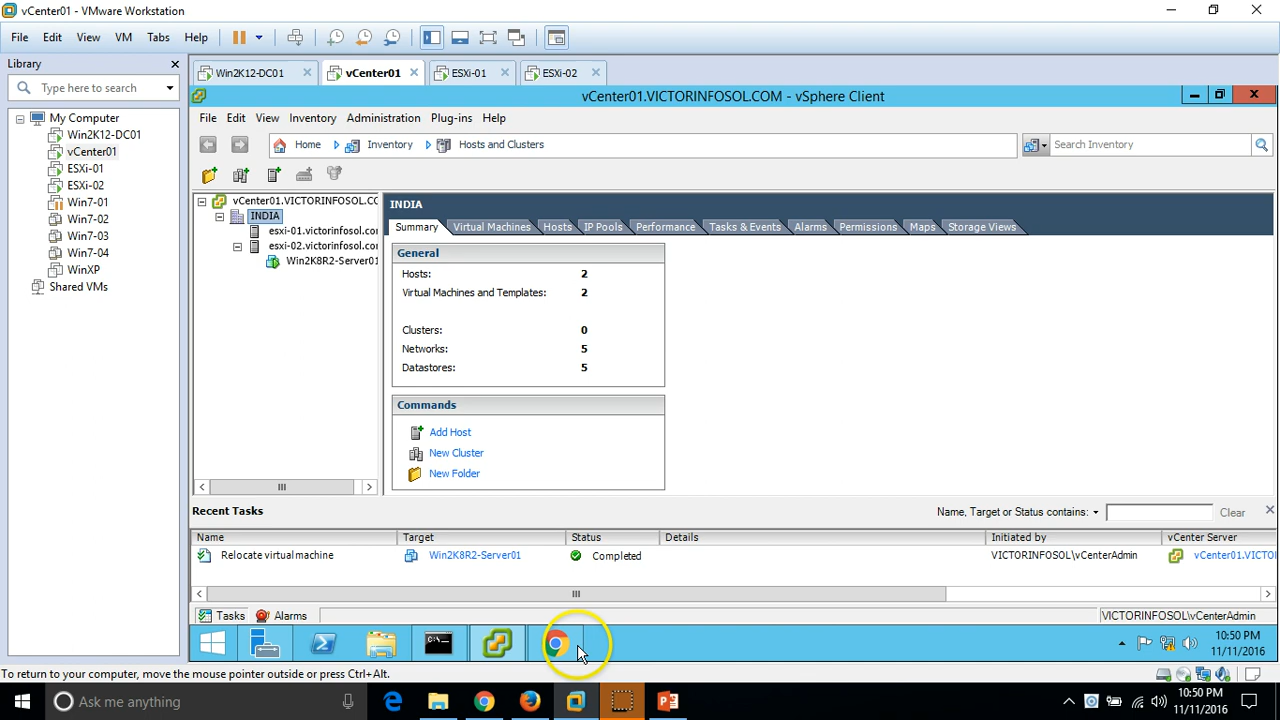 vCenter01 - VMware Workstation
File Edit View VM Tabs Help
Library
Type here to search
My Computer
Win2K12-DC01
vCenter01
ESXi-01
ESXi-02
Win7-01
Win7-02
Win7-03
Win7-04
WinXP
Shared VMs
Win2K12-DC01 vCenter01 ESXi-01 ESXi-02
vCenter01.VICTORINFOSOL.COM - vSphere Client
File Edit View Inventory Administration Plug-ins Help
Home Inventory Hosts and Clusters Search Inventory
vCenter01.VICTORINFOSOL.CO
INDIA
esxi-01.victorinfosol.cor
esxi-02.victorinfosol.cor
Win2K8R2-Server01
INDIA
Summary Virtual Machines Hosts IP Pools Performance Tasks & Events Alarms Permissions Maps Storage Views
General
Hosts: 2
Virtual Machines and Templates: 2
Clusters: 0
Networks: 5
Datastores: 5
Commands
Add Host
New Cluster
New Folder
Recent Tasks Name, Target or Status contains: Clear
Name Target Status Details Initiated by vCenter Server
Relocate virtual machine Win2K8R2-Server01 Completed VICTORINFOSOL\vCenterAdmin vCenter01.VICTO
Tasks Alarms VICTORINFOSOL\vCenterAdmin
10:50 PM
11/11/2016
To return to your computer, move the mouse pointer outside or press Ctrl+Alt.
Ask me anything
10:50 PM
11/11/2016